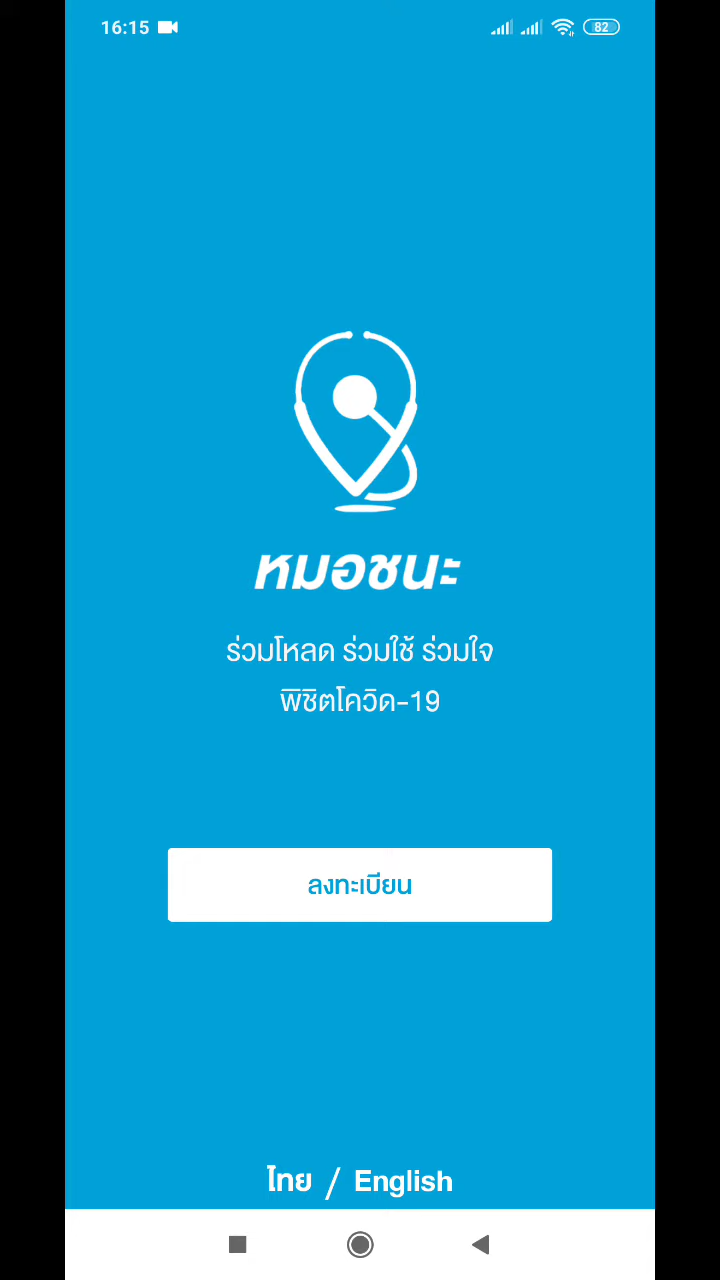 16:15
82
หมอชนะ
ร่วมโหลด ร่วมใช้ ร่วมใจ
พิชิตโควิด-19
ลงทะเบียน
ไทย / English